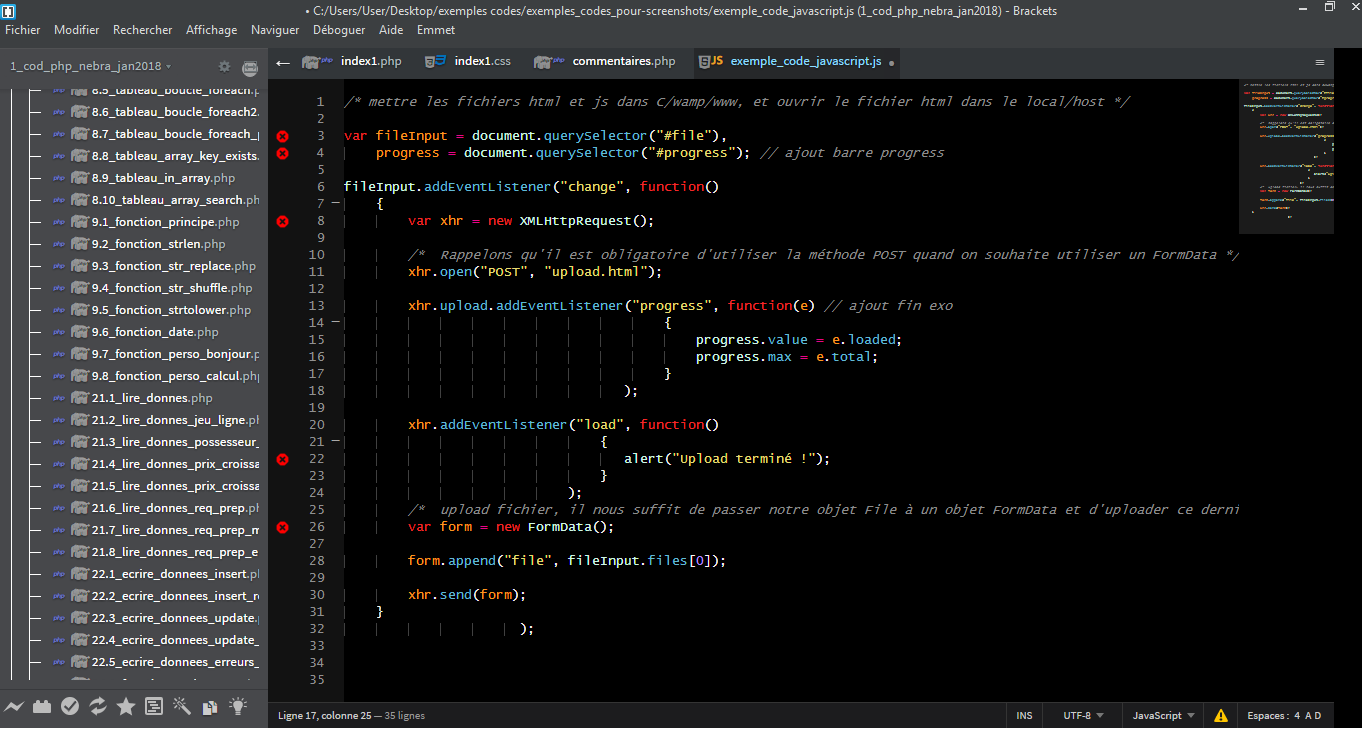 • C:/Users/User/Desktop/exemples codes/exemples_codes_pour-screenshots/exemple_code_javascript.js (1_cod_php_nebra_jan2018) - Brackets
Fichier Modifier Rechercher Affichage Naviguer Déboguer Aide Emmet
1_cod_php_nebra_jan2018
index1.php index1.css commentaires.php JS exemple_code_javascript.js •
8.5_tableau_boucle_foreach.p
8.6_tableau_boucle_foreach2.
8.7_tableau_boucle_foreach_
8.8_tableau_array_key_exists.
8.9_tableau_in_array.php
8.10_tableau_array_search.ph
9.1_fonction_principe.php
9.2_fonction_strlen.php
9.3_fonction_str_replace.php
9.4_fonction_str_shuffle.php
9.5_fonction_strtolower.php
9.6_fonction_date.php
9.7_fonction_perso_bonjour.p
9.8_fonction_perso_calcul.php
21.1_lire_donnes.php
21.2_lire_donnes_jeu_ligne.ph
21.3_lire_donnes_possesseur_
21.4_lire_donnes_prix_croissa
21.5_lire_donnes_prix_croissa
21.6_lire_donnes_req_prep.ph
21.7_lire_donnes_req_prep_m
21.8_lire_donnes_req_prep_e
22.1_ecrire_donnees_insert.ph
22.2_ecrire_donnees_insert_r
22.3_ecrire_donnees_update.
22.4_ecrire_donnees_update_
22.5_ecrire_donnees_erreurs_
1 /* mettre les fichiers html et js dans c/wamp/www, et ouvrir le fichier html dans le local/host */
2
3 var fileInput = document.querySelector("#file"),
4 progress = document.querySelector("#progress"); // ajout barre progress
5
6 fileInput.addEventListener("change", function()
7 {
8 var xhr = new XMLHttpRequest();
9
10 /* Rappelons qu'il est obligatoire d'utiliser la méthode POST quand on souhaite utiliser un FormData */
11 xhr.open("POST", "upload.html");
12
13 xhr.upload.addEventListener("progress", function(e) // ajout fin exo
14 {
15 progress.value = e.loaded;
16 progress.max = e.total;
17 }
18 );
19
20 xhr.addEventListener("load", function()
21 {
22 alert("Upload terminé !");
23 }
24 );
25 /* upload fichier, il nous suffit de passer notre objet File à un objet FormData et d'uploader ce derni
26 var form = new FormData();
27
28 form.append("file", fileInput.files[0]);
29
30 xhr.send(form);
31 }
32 );
33
34
35
Ligne 17, colonne 25 — 35 lignes
INS UTF-8 JavaScript Espaces : 4 A D